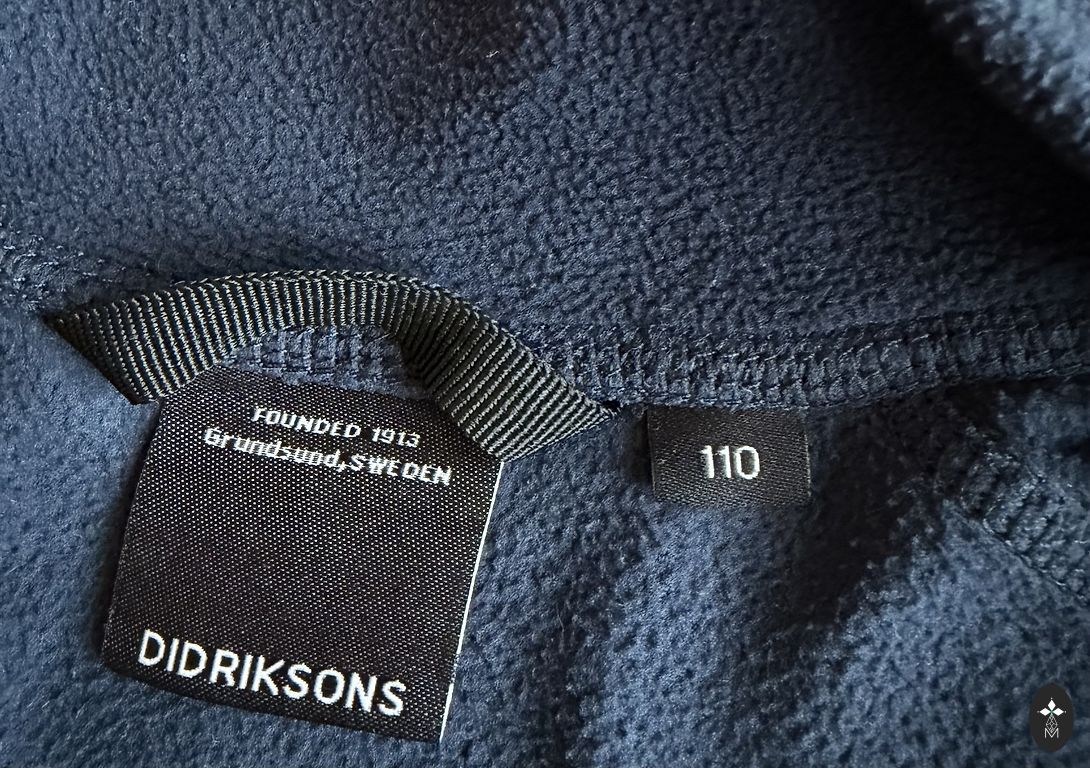 FOUNDED 1913
Grundsund, SWEDEN
110
DIDRIKSONS
M